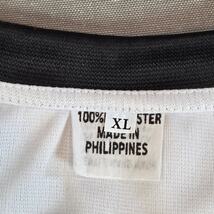 100% XL STER
MADE IN
PHILIPPINES